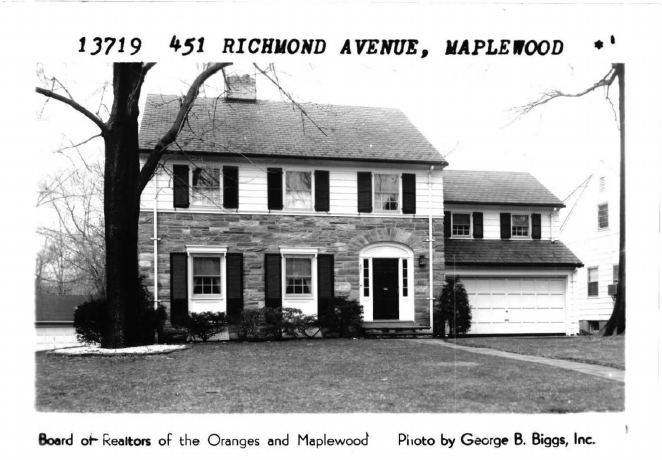 13719 451 RICHMOND AVENUE, MAPLEWOOD *'
Board of Realtors of the Oranges and Maplewood Photo by George B. Biggs, Inc.